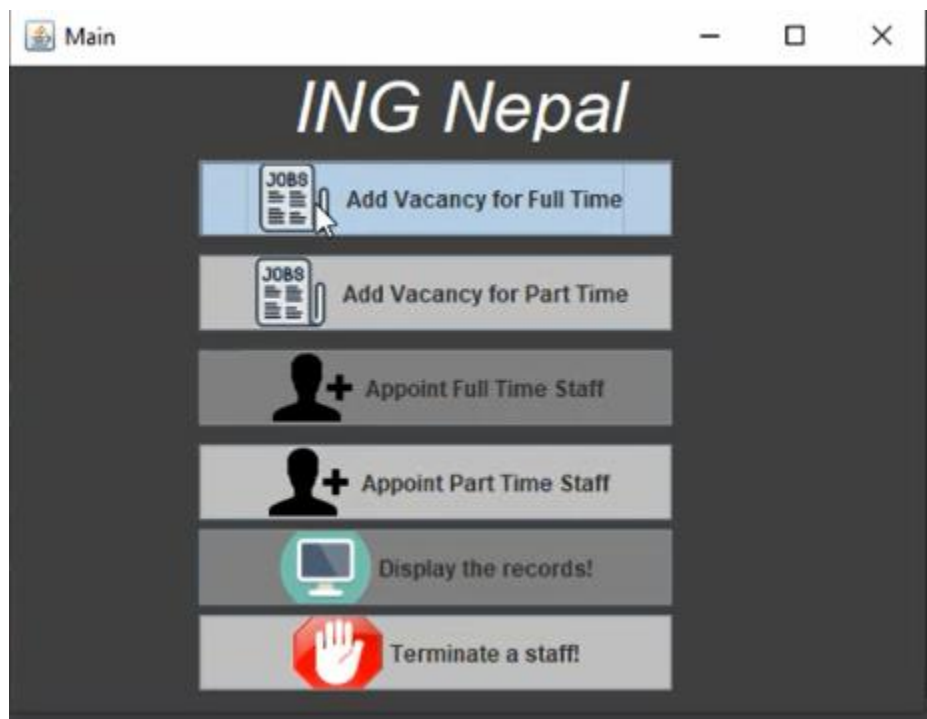 Main
ING Nepal
JOBS Add Vacancy for Full Time
JOBS Add Vacancy for Part Time
Appoint Full Time Staff
Appoint Part Time Staff
Display the records!
Terminate a staff!